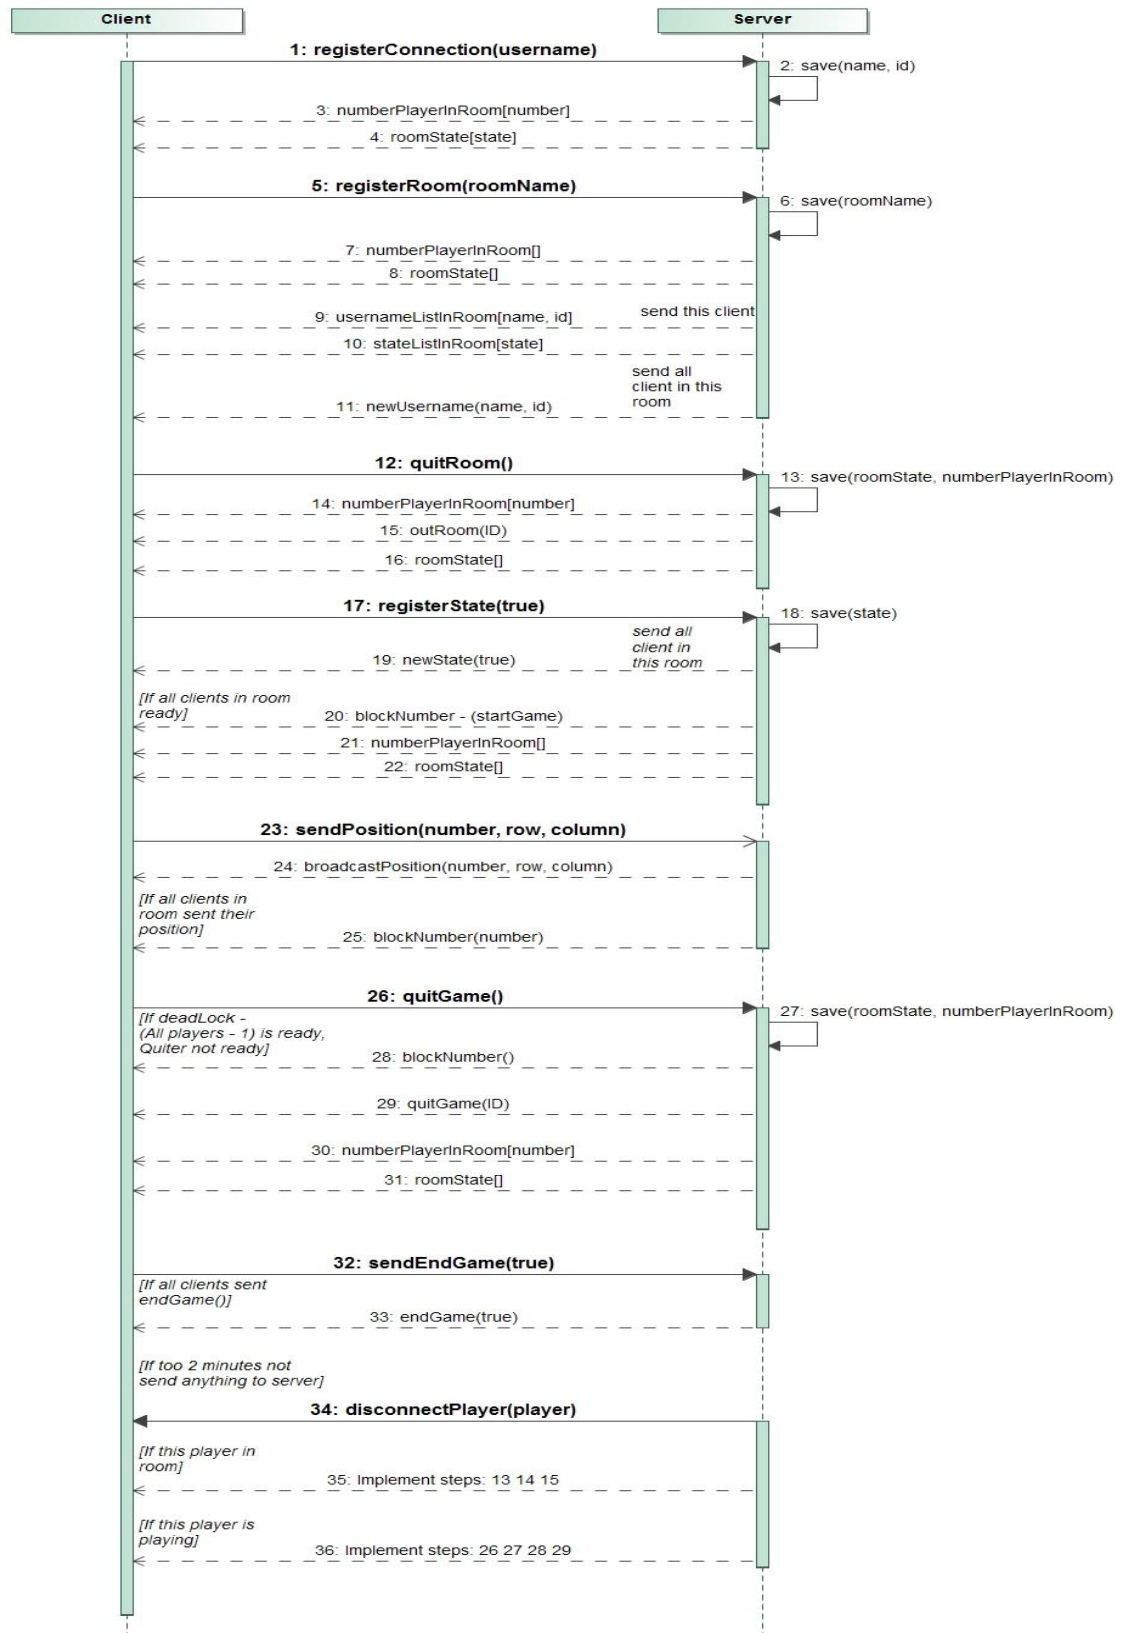 Client
Server
1: registerConnection(username)
2: save(name, id)
3: numberPlayerInRoom[number]
4: roomState[state]
5: registerRoom(roomName)
6: save(roomName)
7: numberPlayerInRoom[]
8: roomState[]
send this client
9: usernameListInRoom[name, id]
10: stateListInRoom[state]
send all
client in this
room
11: newUsername(name, id)
12: quitRoom()
13: save(roomState, numberPlayerInRoom)
14: numberPlayerInRoom[number]
15: outRoom(ID)
16: roomState[]
17: registerState(true)
18: save(state)
send all
client in
this room
19: newState(true)
[If all clients in room
ready]
20: blockNumber - (startGame)
21: numberPlayerInRoom[]
22: roomState[]
23: sendPosition(number, row, column)
24: broadcastPosition(number, row, column)
[If all clients in
room sent their
position]
25: blockNumber(number)
26: quitGame()
27: save(roomState, numberPlayerInRoom)
[If deadLock -
(All players - 1) is ready,
Quiter not ready]
28: blockNumber()
29: quitGame(ID)
30: numberPlayerInRoom[number]
31: roomState[]
32: sendEndGame(true)
[If all clients sent
endGame()]
33: endGame(true)
[If too 2 minutes not
send anything to server]
34: disconnectPlayer(player)
[If this player in
room]
35: Implement steps: 13 14 15
[If this player is
playing]
36: Implement steps: 26 27 28 29